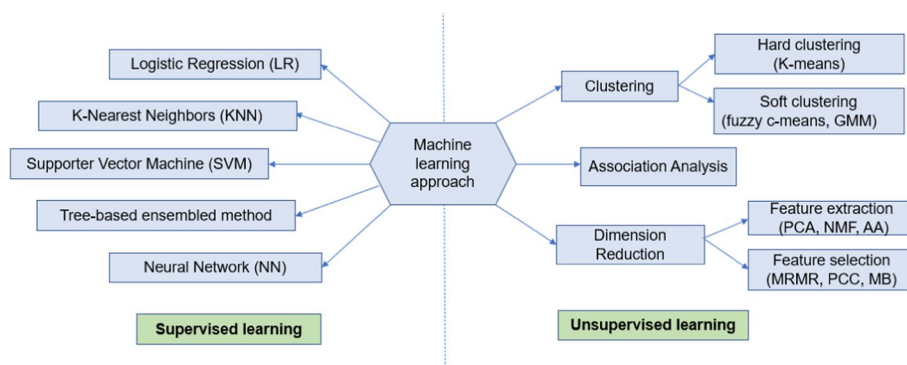 Logistic Regression (LR)
K-Nearest Neighbors (KNN)
Supporter Vector Machine (SVM)
Tree-based ensembled method
Neural Network (NN)
Supervised learning
Machine
learning
approach
Clustering
Hard clustering
(K-means)
Soft clustering
(fuzzy c-means, GMM)
Association Analysis
Dimension
Reduction
Feature extraction
(PCA, NMF, AA)
Feature selection
(MRMR, PCC, MB)
Unsupervised learning